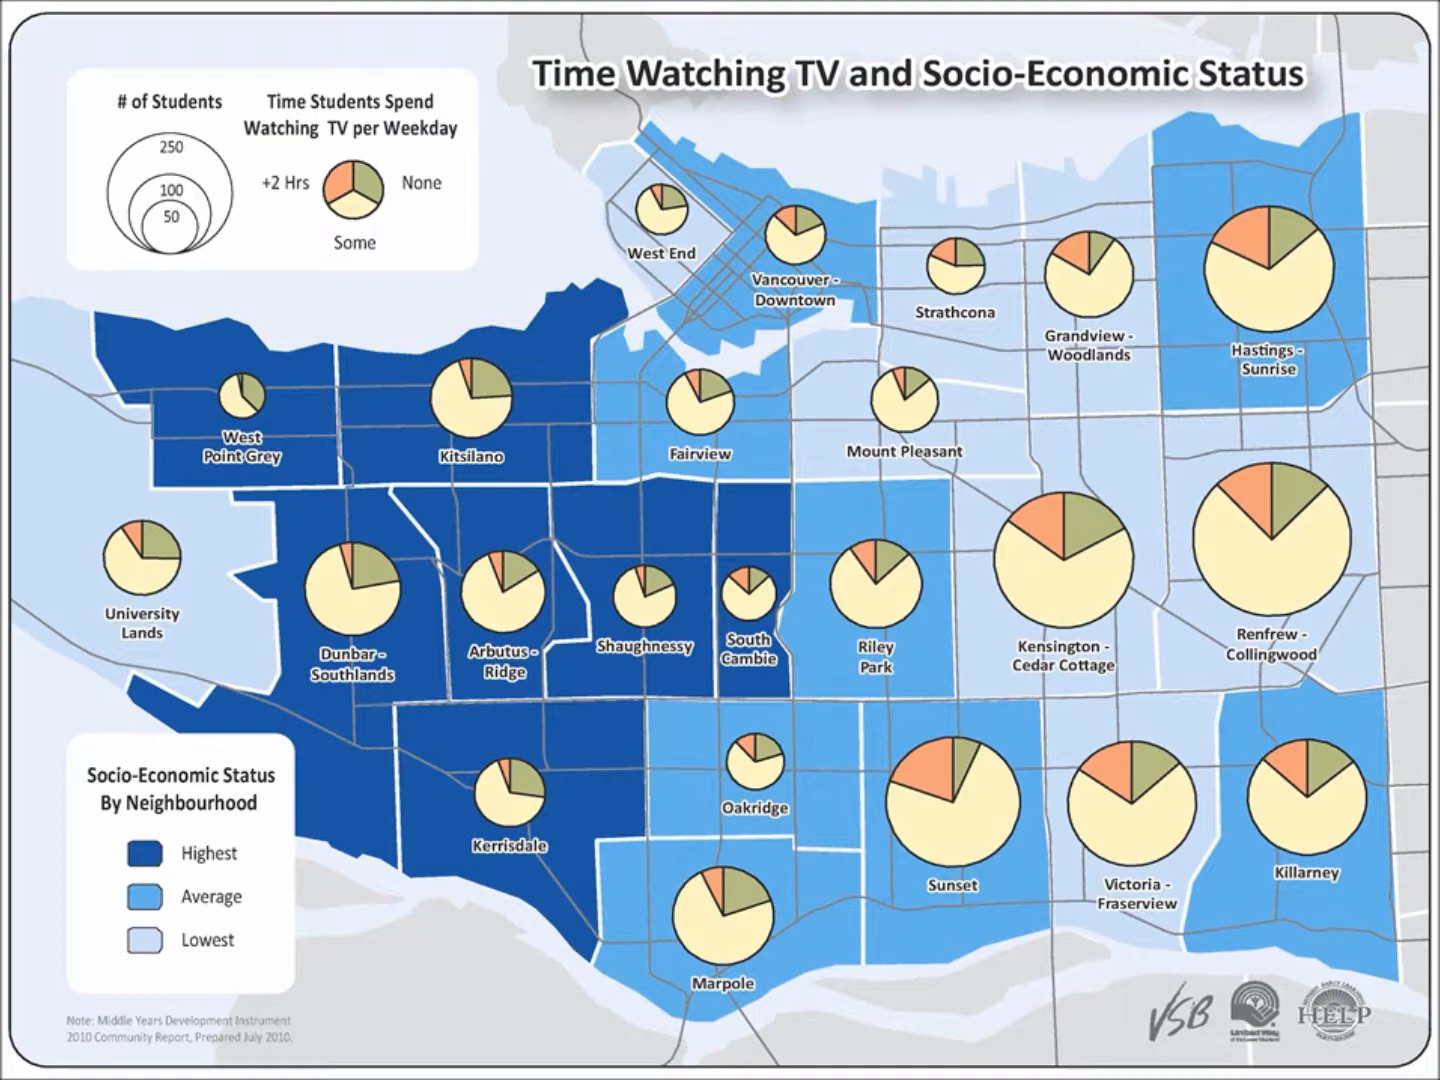 Time Watching TV and Socio-Economic Status
# of Students
250
100
50
Time Students Spend
Watching TV per Weekday
+2 Hrs
None
Some
West End
Vancouver -
Downtown
Strathcona
Grandview -
Woodlands
Hastings -
Sunrise
West
Point Grey
Kitsilano
Fairview
Mount Pleasant
University
Lands
Dunbar -
Southlands
Arbutus -
Ridge
Shaughnessy
South
Cambie
Riley
Park
Kensington -
Cedar Cottage
Renfrew -
Collingwood
Kerrisdale
Oakridge
Marpole
Sunset
Victoria -
Fraserview
Killarney
Socio-Economic Status
By Neighbourhood
Highest
Average
Lowest
Note: Middle Years Development Instrument
2010 Community Report, Prepared July 2010.
VSB
United Way
HELP